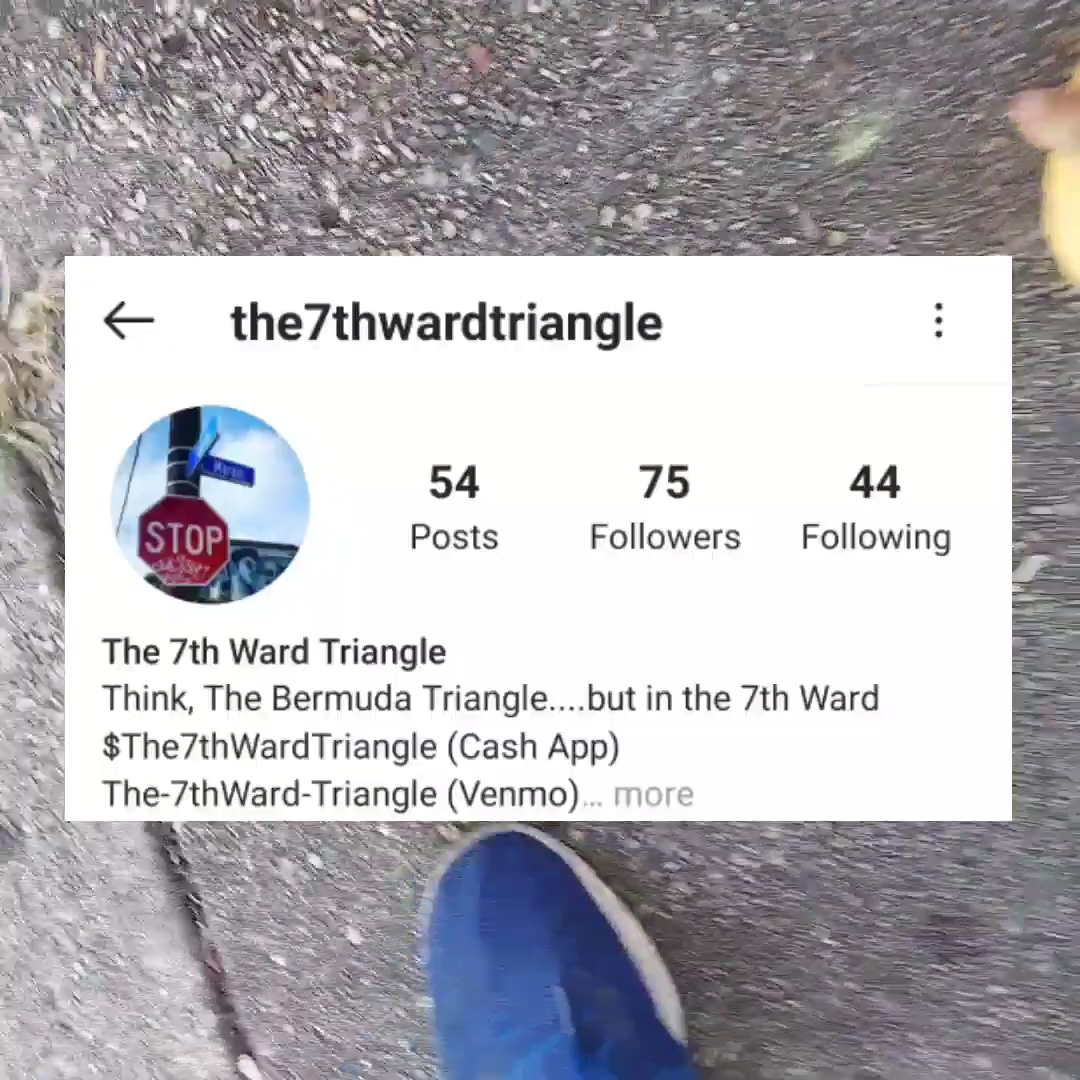 the7thwardtriangle
STOP
54
75
44
Posts
Followers
Following
The 7th Ward Triangle
Think, The Bermuda Triangle....but in the 7th Ward
$The7thWardTriangle (Cash App)
The-7thWard-Triangle (Venmo)... more